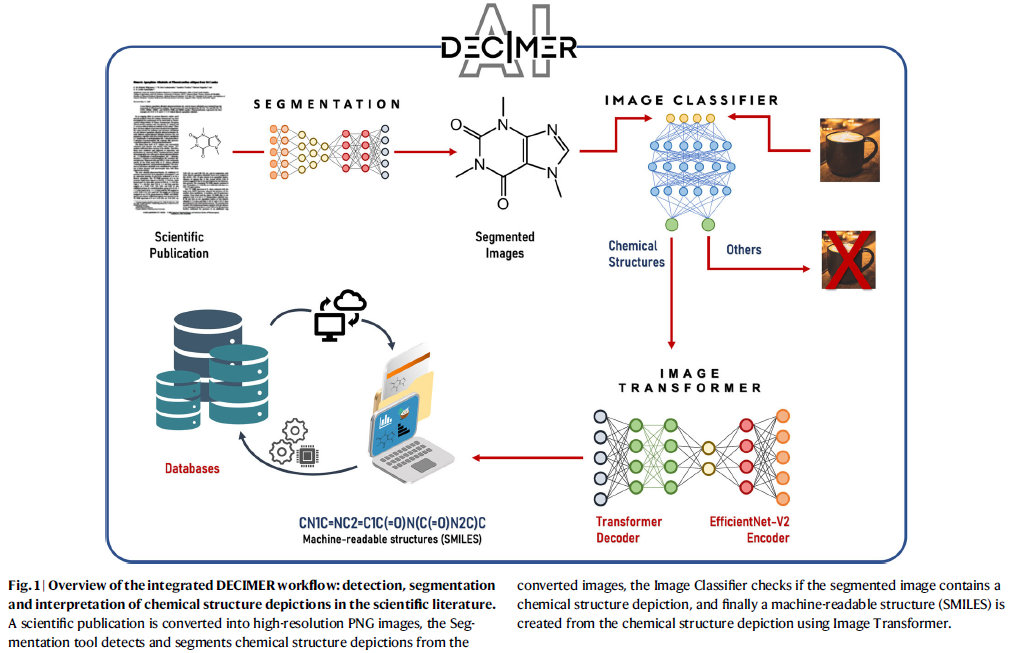 AI
DECIMER
SEGMENTATION
IMAGE CLASSIFIER
Scientific
Publication
N
N
O
N
N
O
Segmented
Images
Chemical
Structures
Others
X
IMAGE
TRANSFORMER
Databases
CN1C=NC2=C1C(=O)N(C(=O)N2C)C
Machine-readable structures (SMILES)
Transformer
Decoder
EfficientNet-V2
Encoder
Fig. 1 | Overview of the integrated DECIMER workflow: detection, segmentation
and interpretation of chemical structure depictions in the scientific literature.
A scientific publication is converted into high-resolution PNG images, the Seg-
mentation tool detects and segments chemical structure depictions from the
converted images, the Image Classifier checks if the segmented image contains a
chemical structure depiction, and finally a machine-readable structure (SMILES) is
created from the chemical structure depiction using Image Transformer.